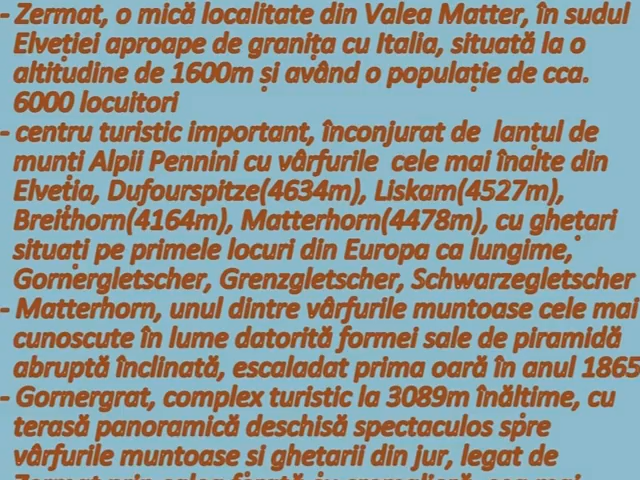 - Zermat, o mică localitate din Valea Matter, în sudul
Elveției aproape de granița cu Italia, situată la o
altitudine de 1600m și având o populație de cca.
6000 locuitori
- centru turistic important, înconjurat de lanțul de
munți Alpii Pennini cu vârfurile cele mai înalte din
Elveția, Dufourspitze(4634m), Liskam(4527m),
Breithorn(4164m), Matterhorn(4478m), cu ghețari
situați pe primele locuri din Europa ca lungime,
Gornergletscher, Grenzgletscher, Schwarzegletscher
- Matterhorn, unul dintre vârfurile muntoase cele mai
cunoscute în lume datorită formei sale de piramidă
abruptă înclinată, escaladat prima oară în anul 1865
- Gornergrat, complex turistic la 3089m înălțime, cu
terasă panoramică deschisă spectaculos spre
vârfurile muntoase si ghetarii din jur, legat de